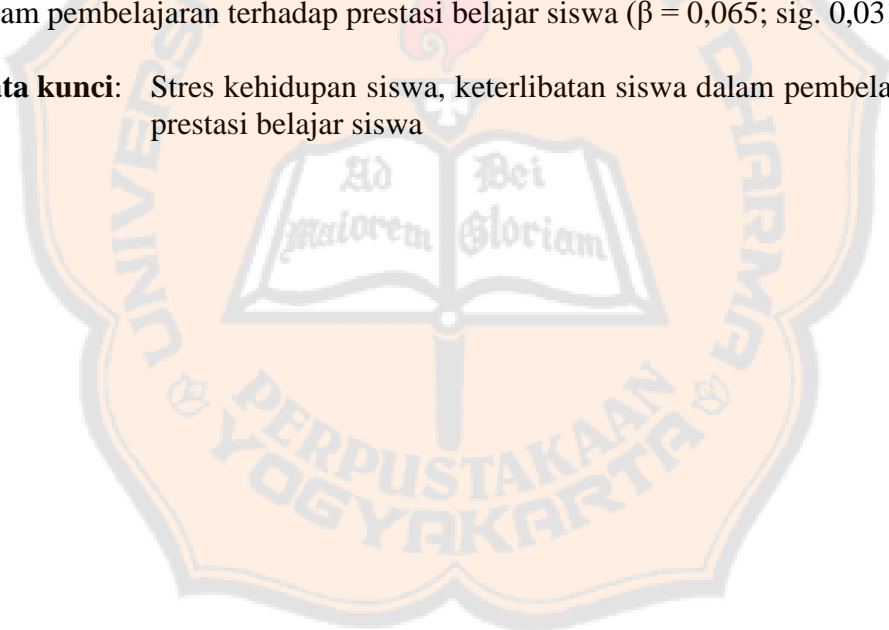 am pembelajaran terhadap prestasi belajar siswa (β = 0,065; sig. 0,03
ta kunci: Stres kehidupan siswa, keterlibatan siswa dalam pembela
prestasi belajar siswa
Ad Dei
Maiorem Gloriam
UNIVERSI DHARMA
PERPUSTAKAAN
YOGYAKARTA